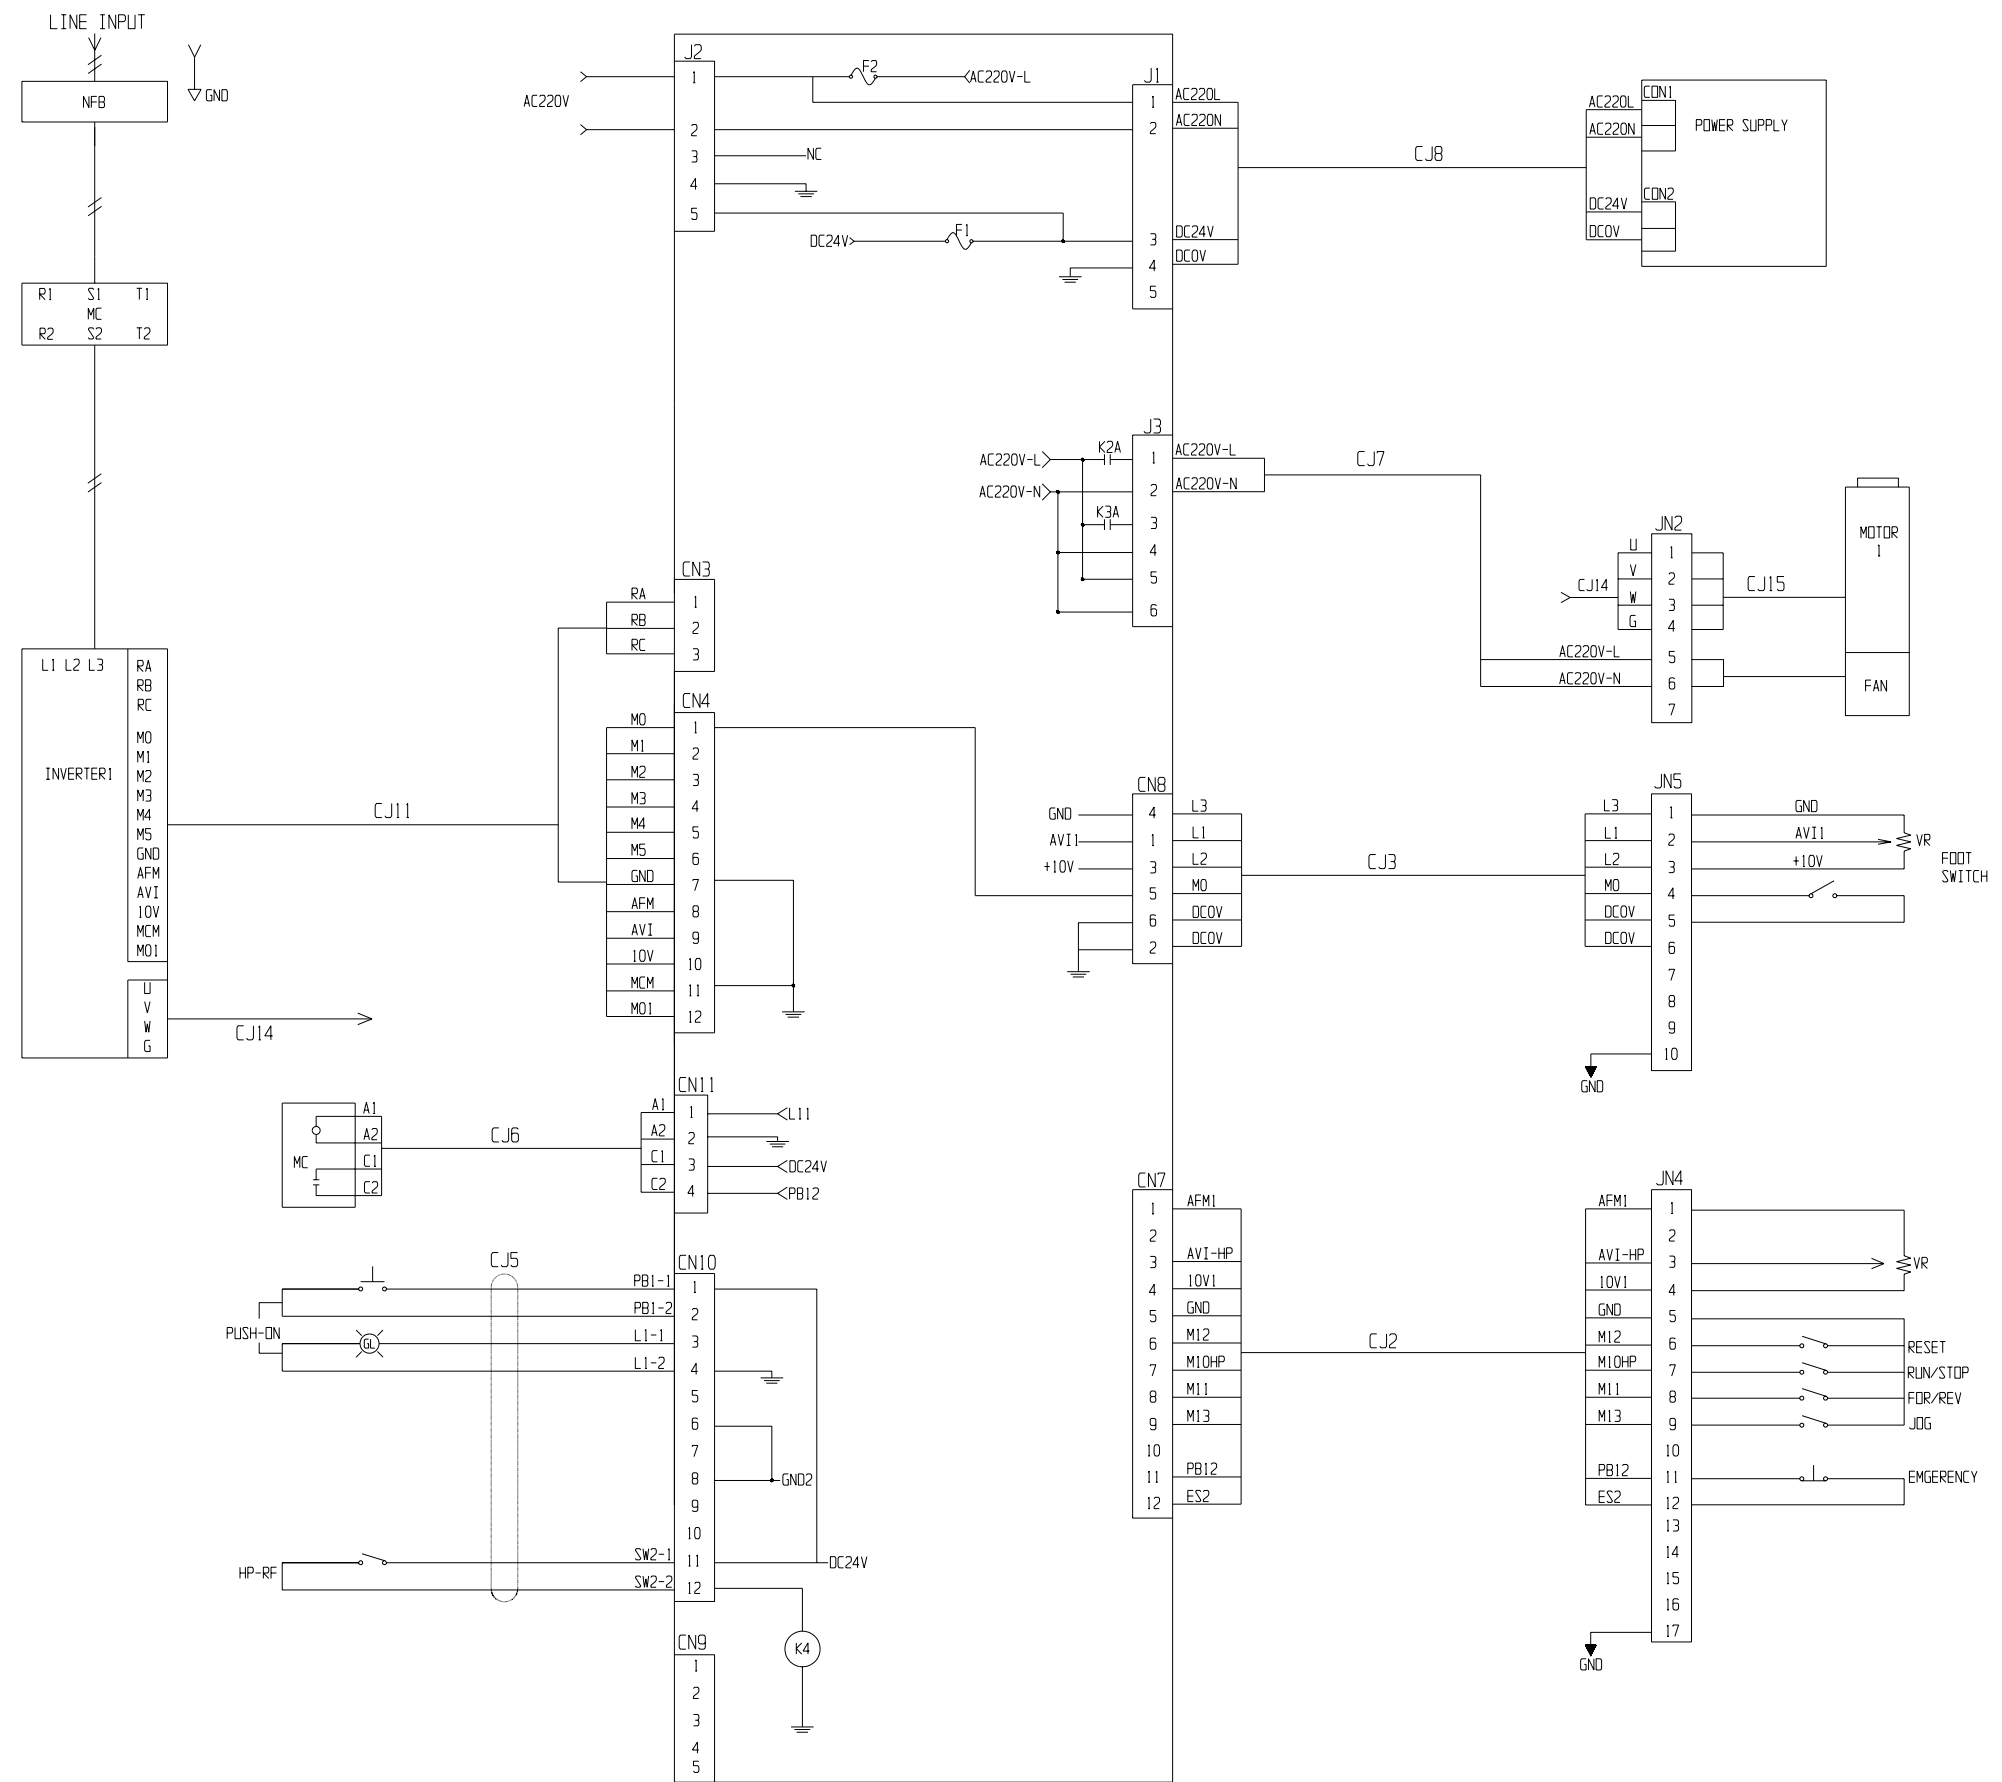 LINE INPUT
NFB
GND
R1 S1 T1
MC
R2 S2 T2
L1 L2 L3
INVERTER1
RA
RB
RC
M0
M1
M2
M3
M4
M5
GND
AFM
AVI
10V
MCM
M01
U
V
W
G
CJ11
CJ14
AC220V
J2
1
2
3
4
5
F2
AC220V-L
NC
DC24V
F1
J1
1
2
3
4
5
AC220L
AC220N
DC24V
DC0V
CJ8
AC220L
AC220N
DC24V
DC0V
CON1
CON2
POWER SUPPLY
AC220V-L
AC220V-N
K2A
K3A
J3
1
2
3
4
5
6
AC220V-L
AC220V-N
CJ7
JN2
1
2
3
4
5
6
7
U
V
W
G
CJ14
AC220V-L
AC220V-N
CJ15
MOTOR
1
FAN
CN3
RA 1
RB 2
RC 3
CN4
M0 1
M1 2
M2 3
M3 4
M4 5
M5 6
GND 7
AFM 8
AVI 9
10V 10
MCM 11
M01 12
CN8
GND 4 L3
AVI1 1 L1
+10V 3 L2
5 M0
6 DC0V
2 DC0V
CJ3
JN5
L3 1 GND
L1 2 AVI1
L2 3 +10V
M0 4
DC0V 5
DC0V 6
7
8
9
10
GND
VR
FOOT
SWITCH
MC
A1
A2
C1
C2
CJ6
CN11
A1 1 L11
A2 2
C1 3 DC24V
C2 4 PB12
CJ5
PUSH-ON
GL
HP-RF
CN10
PB1-1 1
PB1-2 2
L1-1 3
L1-2 4
5
6
7
8 GND2
9
10
SW2-1 11 DC24V
SW2-2 12
K4
CN9
1
2
3
4
5
CN7
1 AFM1
2
3 AVI-HP
4 10V1
5 GND
6 M12
7 M10HP
8 M11
9 M13
10
11 PB12
12 ES2
CJ2
JN4
AFM1 1
2
AVI-HP 3
10V1 4
GND 5
M12 6
M10HP 7
M11 8
M13 9
10
PB12 11
ES2 12
13
14
15
16
17
GND
VR
RESET
RUN/STOP
FOR/REV
JOG
EMGERENCY